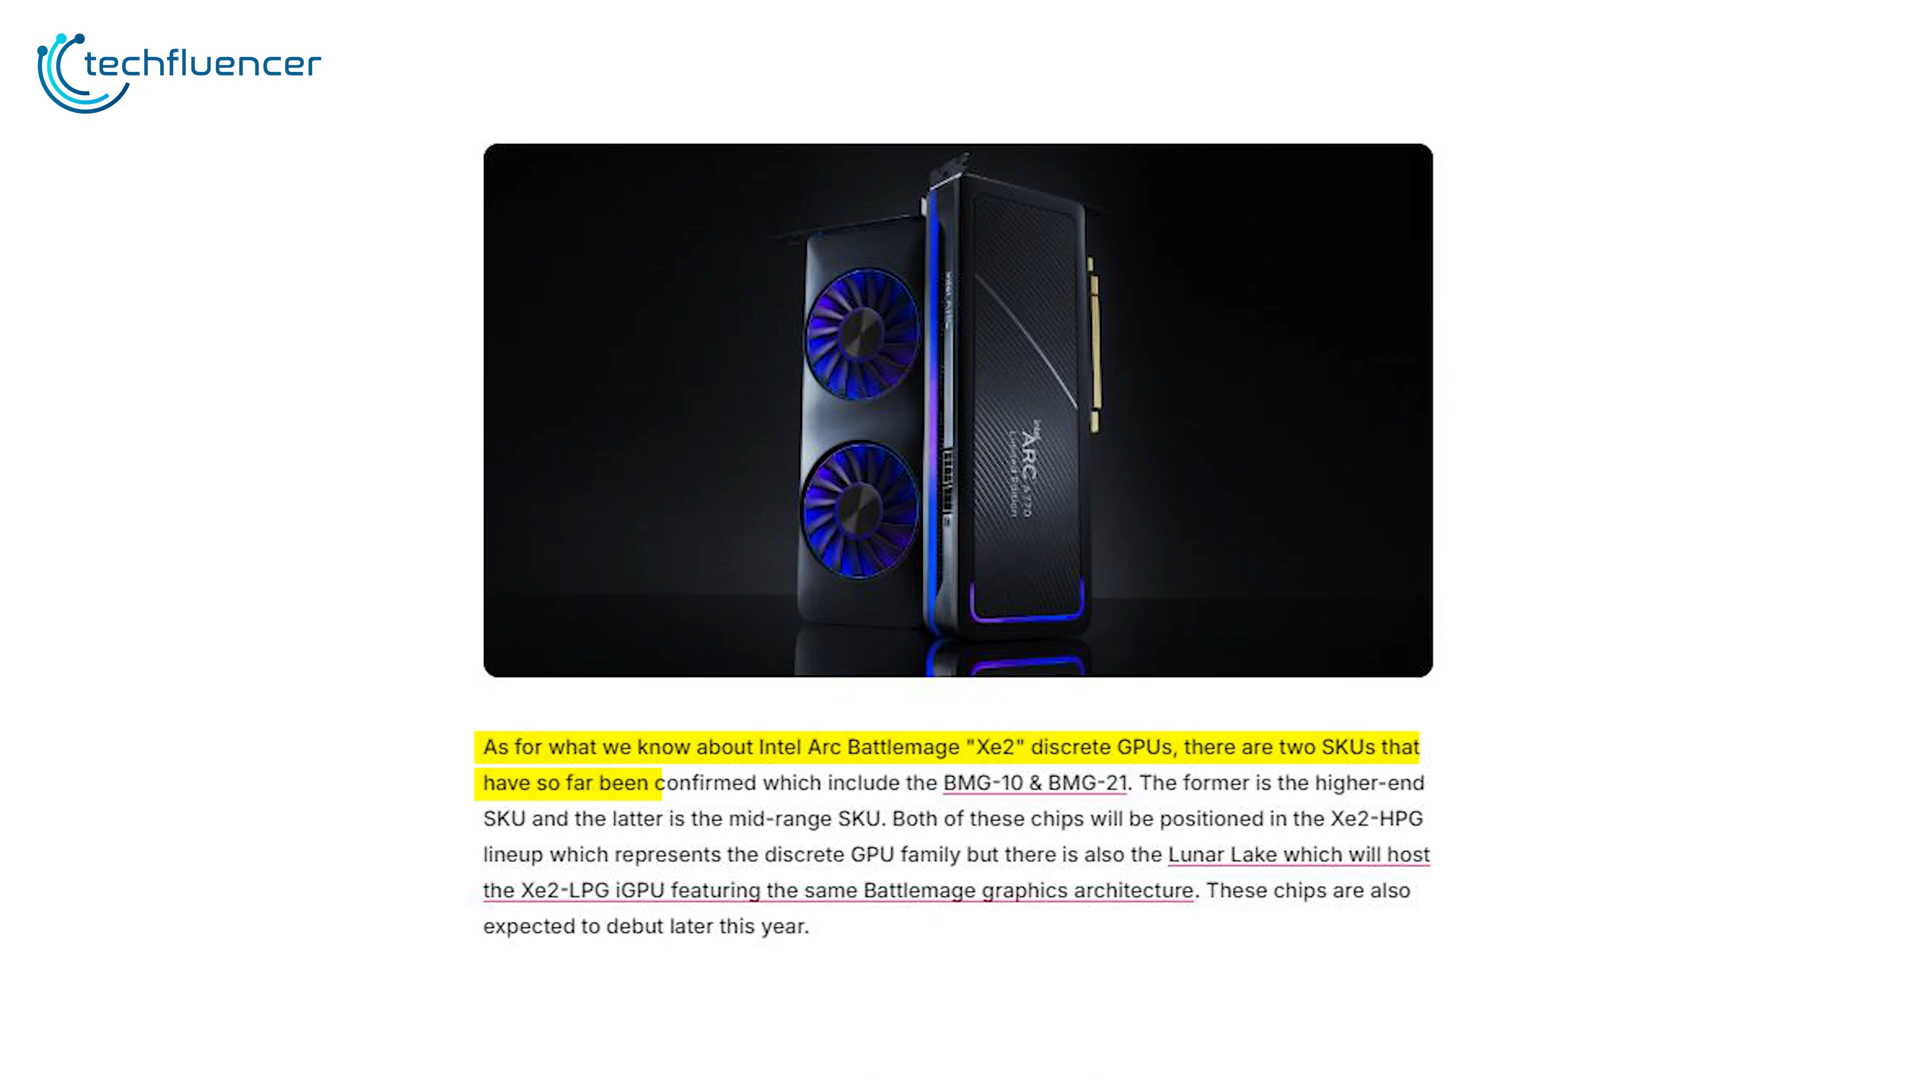 techfluencer
intel
ARC A770
Limited Edition
As for what we know about Intel Arc Battlemage "Xe2" discrete GPUs, there are two SKUs that
have so far been confirmed which include the BMG-10 & BMG-21. The former is the higher-end
SKU and the latter is the mid-range SKU. Both of these chips will be positioned in the Xe2-HPG
lineup which represents the discrete GPU family but there is also the Lunar Lake which will host
the Xe2-LPG iGPU featuring the same Battlemage graphics architecture. These chips are also
expected to debut later this year.